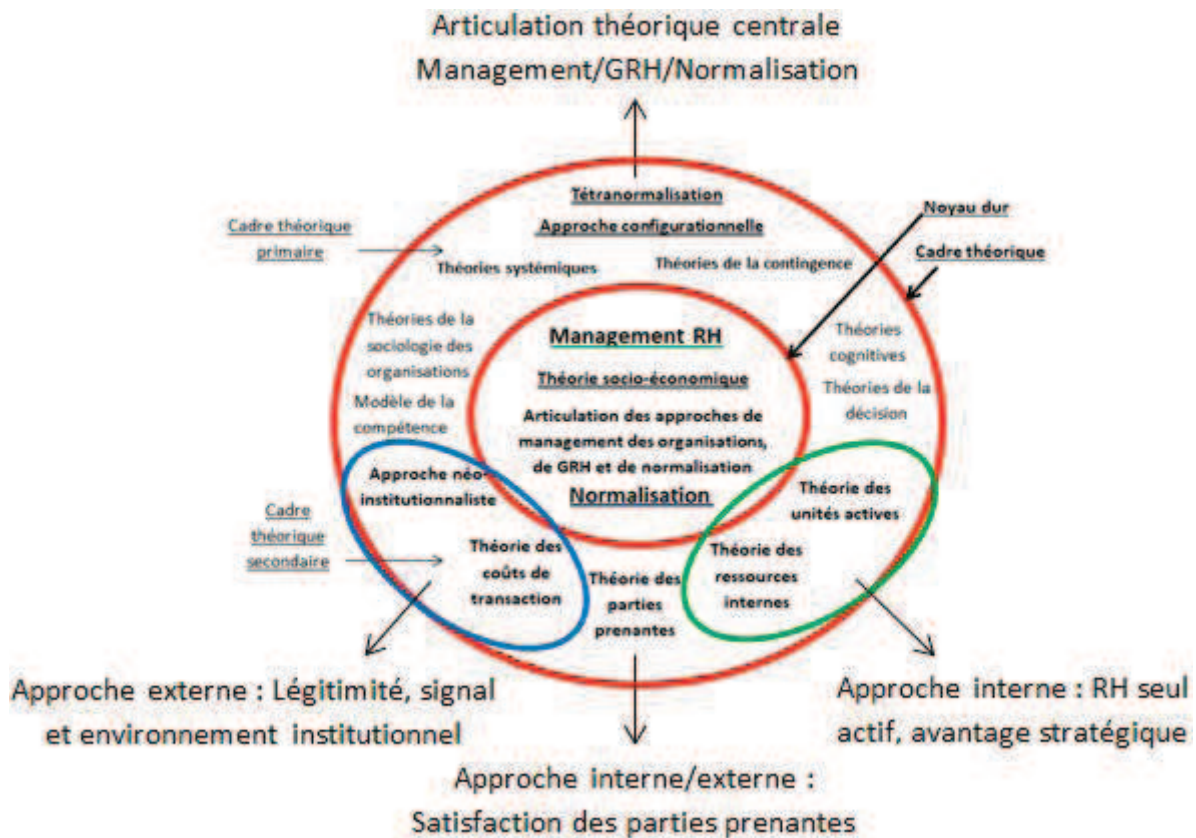 Articulation théorique centrale
Management/GRH/Normalisation
Tétranormalisation
Approche configurationnelle
Noyau dur
Cadre théorique
primaire
Cadre théorique
Théories systémiques
Théories de la contingence
Théories de la
sociologie des
organisations
Modèle de la
compétence
Management RH
Théorie socio-économique
Articulation des approches de
management des organisations,
de GRH et de normalisation
Normalisation
Théories
cognitives
Théories de la
décision
Approche néo-
institutionnaliste
Théorie des
unités actives
Cadre
théorique
secondaire
Théorie des
coûts de
transaction
Théorie des
parties
prenantes
Théorie des
ressources
internes
Approche externe : Légitimité, signal
et environnement institutionnel
Approche interne : RH seul
actif, avantage stratégique
Approche interne/externe :
Satisfaction des parties prenantes